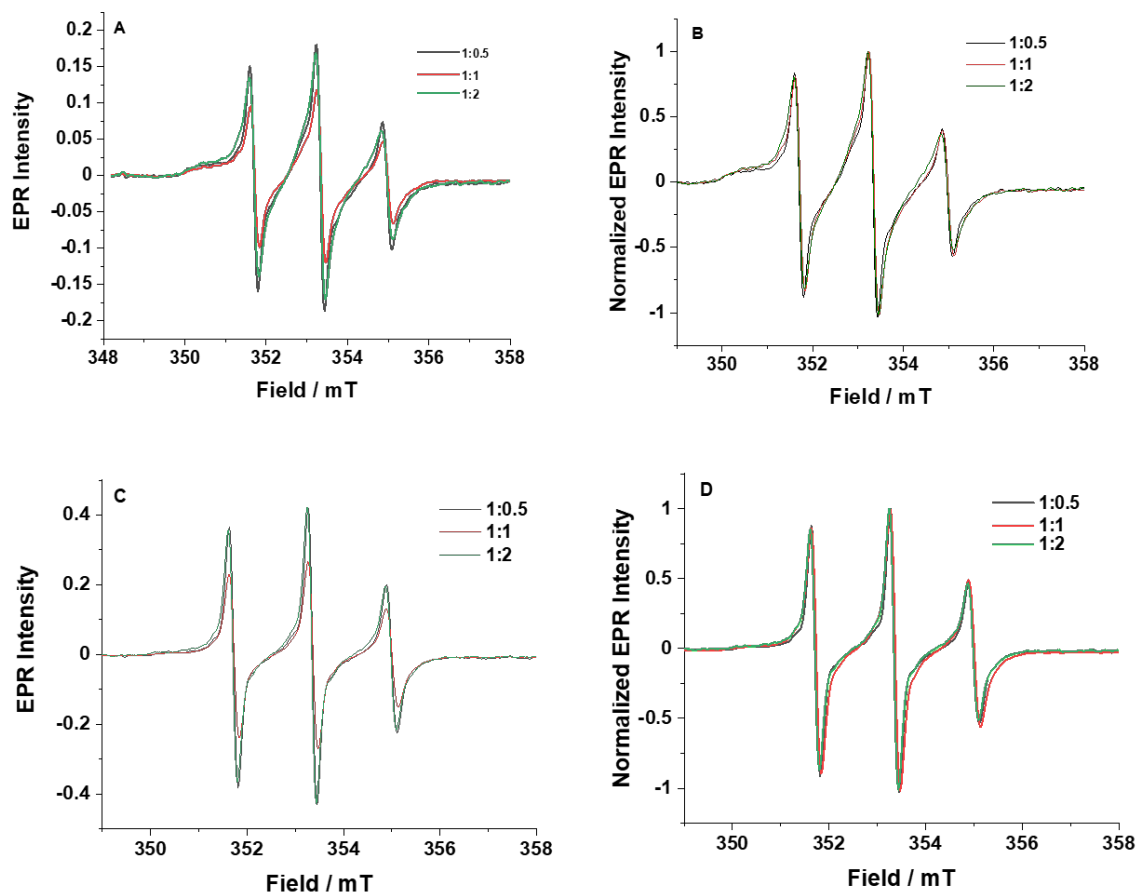 A
0.2
0.15
0.1
0.05
0
-0.05
-0.1
-0.15
-0.2
EPR Intensity
1:0.5
1:1
1:2
348 350 352 354 356 358
Field / mT
B
1
0.5
0
-0.5
-1
Normalized EPR Intensity
1:0.5
1:1
1:2
350 352 354 356 358
Field / mT
C
0.4
0.2
0
-0.2
-0.4
EPR Intensity
1:0.5
1:1
1:2
350 352 354 356 358
Field / mT
D
1
0.5
0
-0.5
-1
Normalized EPR Intensity
1:0.5
1:1
1:2
350 352 354 356 358
Field / mT